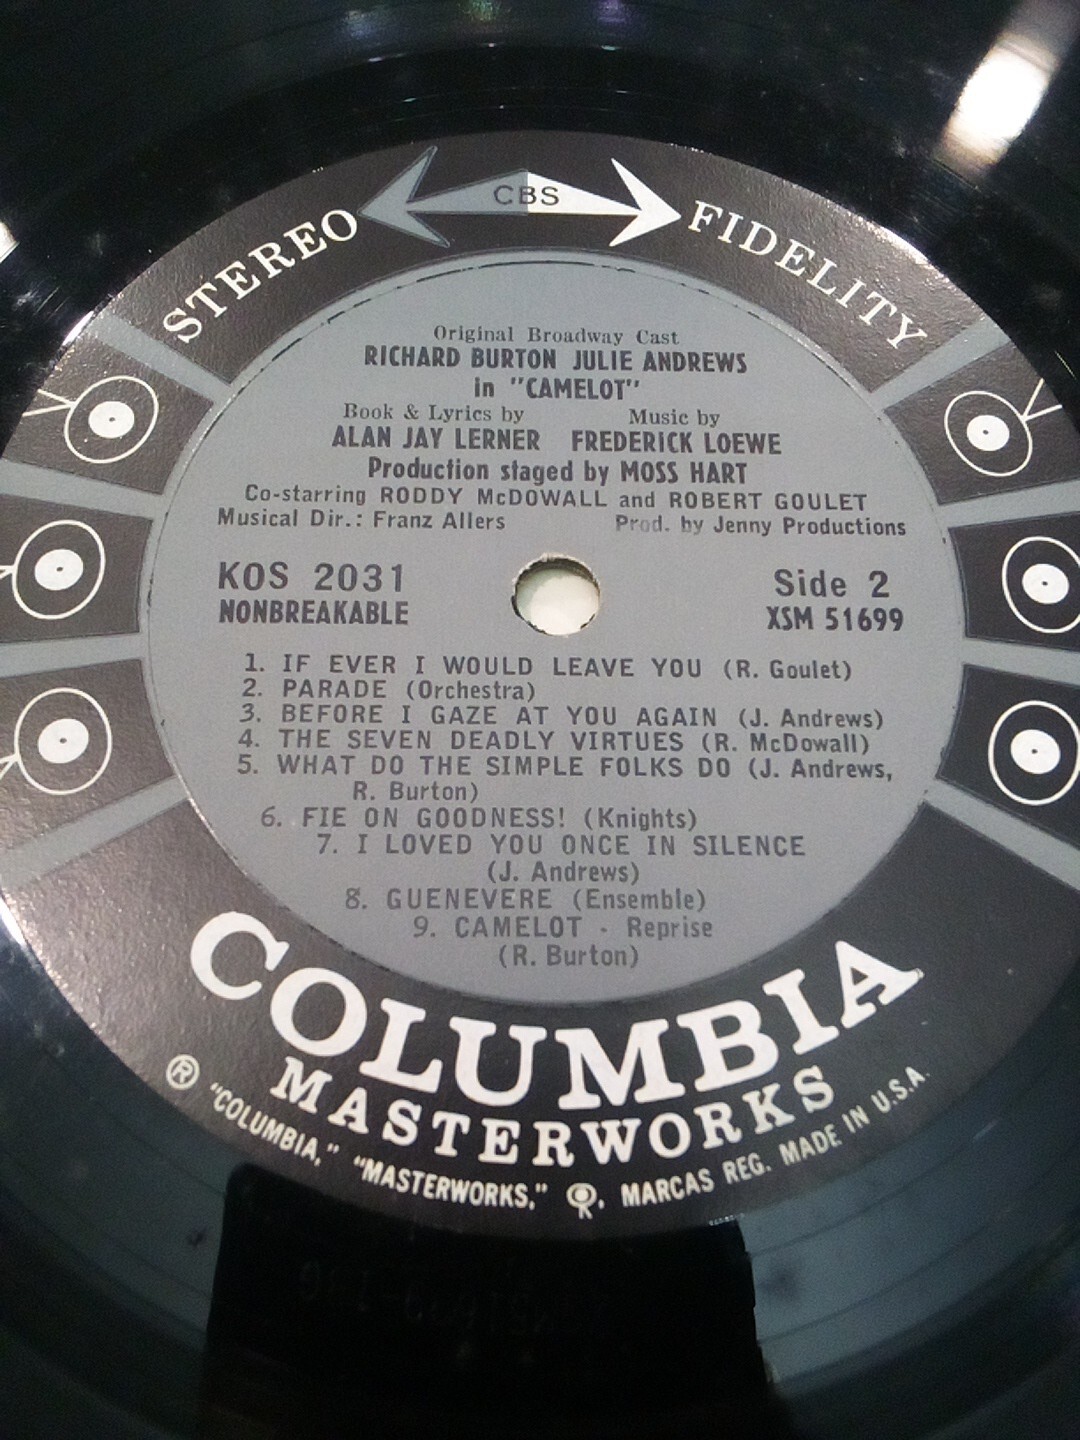 STEREO CBS FIDELITY
Original Broadway Cast
RICHARD BURTON JULIE ANDREWS
in "CAMELOT"
Book & Lyrics by Music by
ALAN JAY LERNER FREDERICK LOEWE
Production staged by MOSS HART
Co-starring RODDY McDOWALL and ROBERT GOULET
Musical Dir.: Franz Allers Prod. by Jenny Productions
KOS 2031 Side 2
NONBREAKABLE XSM 51699
1. IF EVER I WOULD LEAVE YOU (R. Goulet)
2. PARADE (Orchestra)
3. BEFORE I GAZE AT YOU AGAIN (J. Andrews)
4. THE SEVEN DEADLY VIRTUES (R. McDowall)
5. WHAT DO THE SIMPLE FOLKS DO (J. Andrews,
R. Burton)
6. FIE ON GOODNESS! (Knights)
7. I LOVED YOU ONCE IN SILENCE
(J. Andrews)
8. GUENEVERE (Ensemble)
9. CAMELOT - Reprise
(R. Burton)
COLUMBIA
MASTERWORKS
® "COLUMBIA," "MASTERWORKS," , MARCAS REG. MADE IN U.S.A.